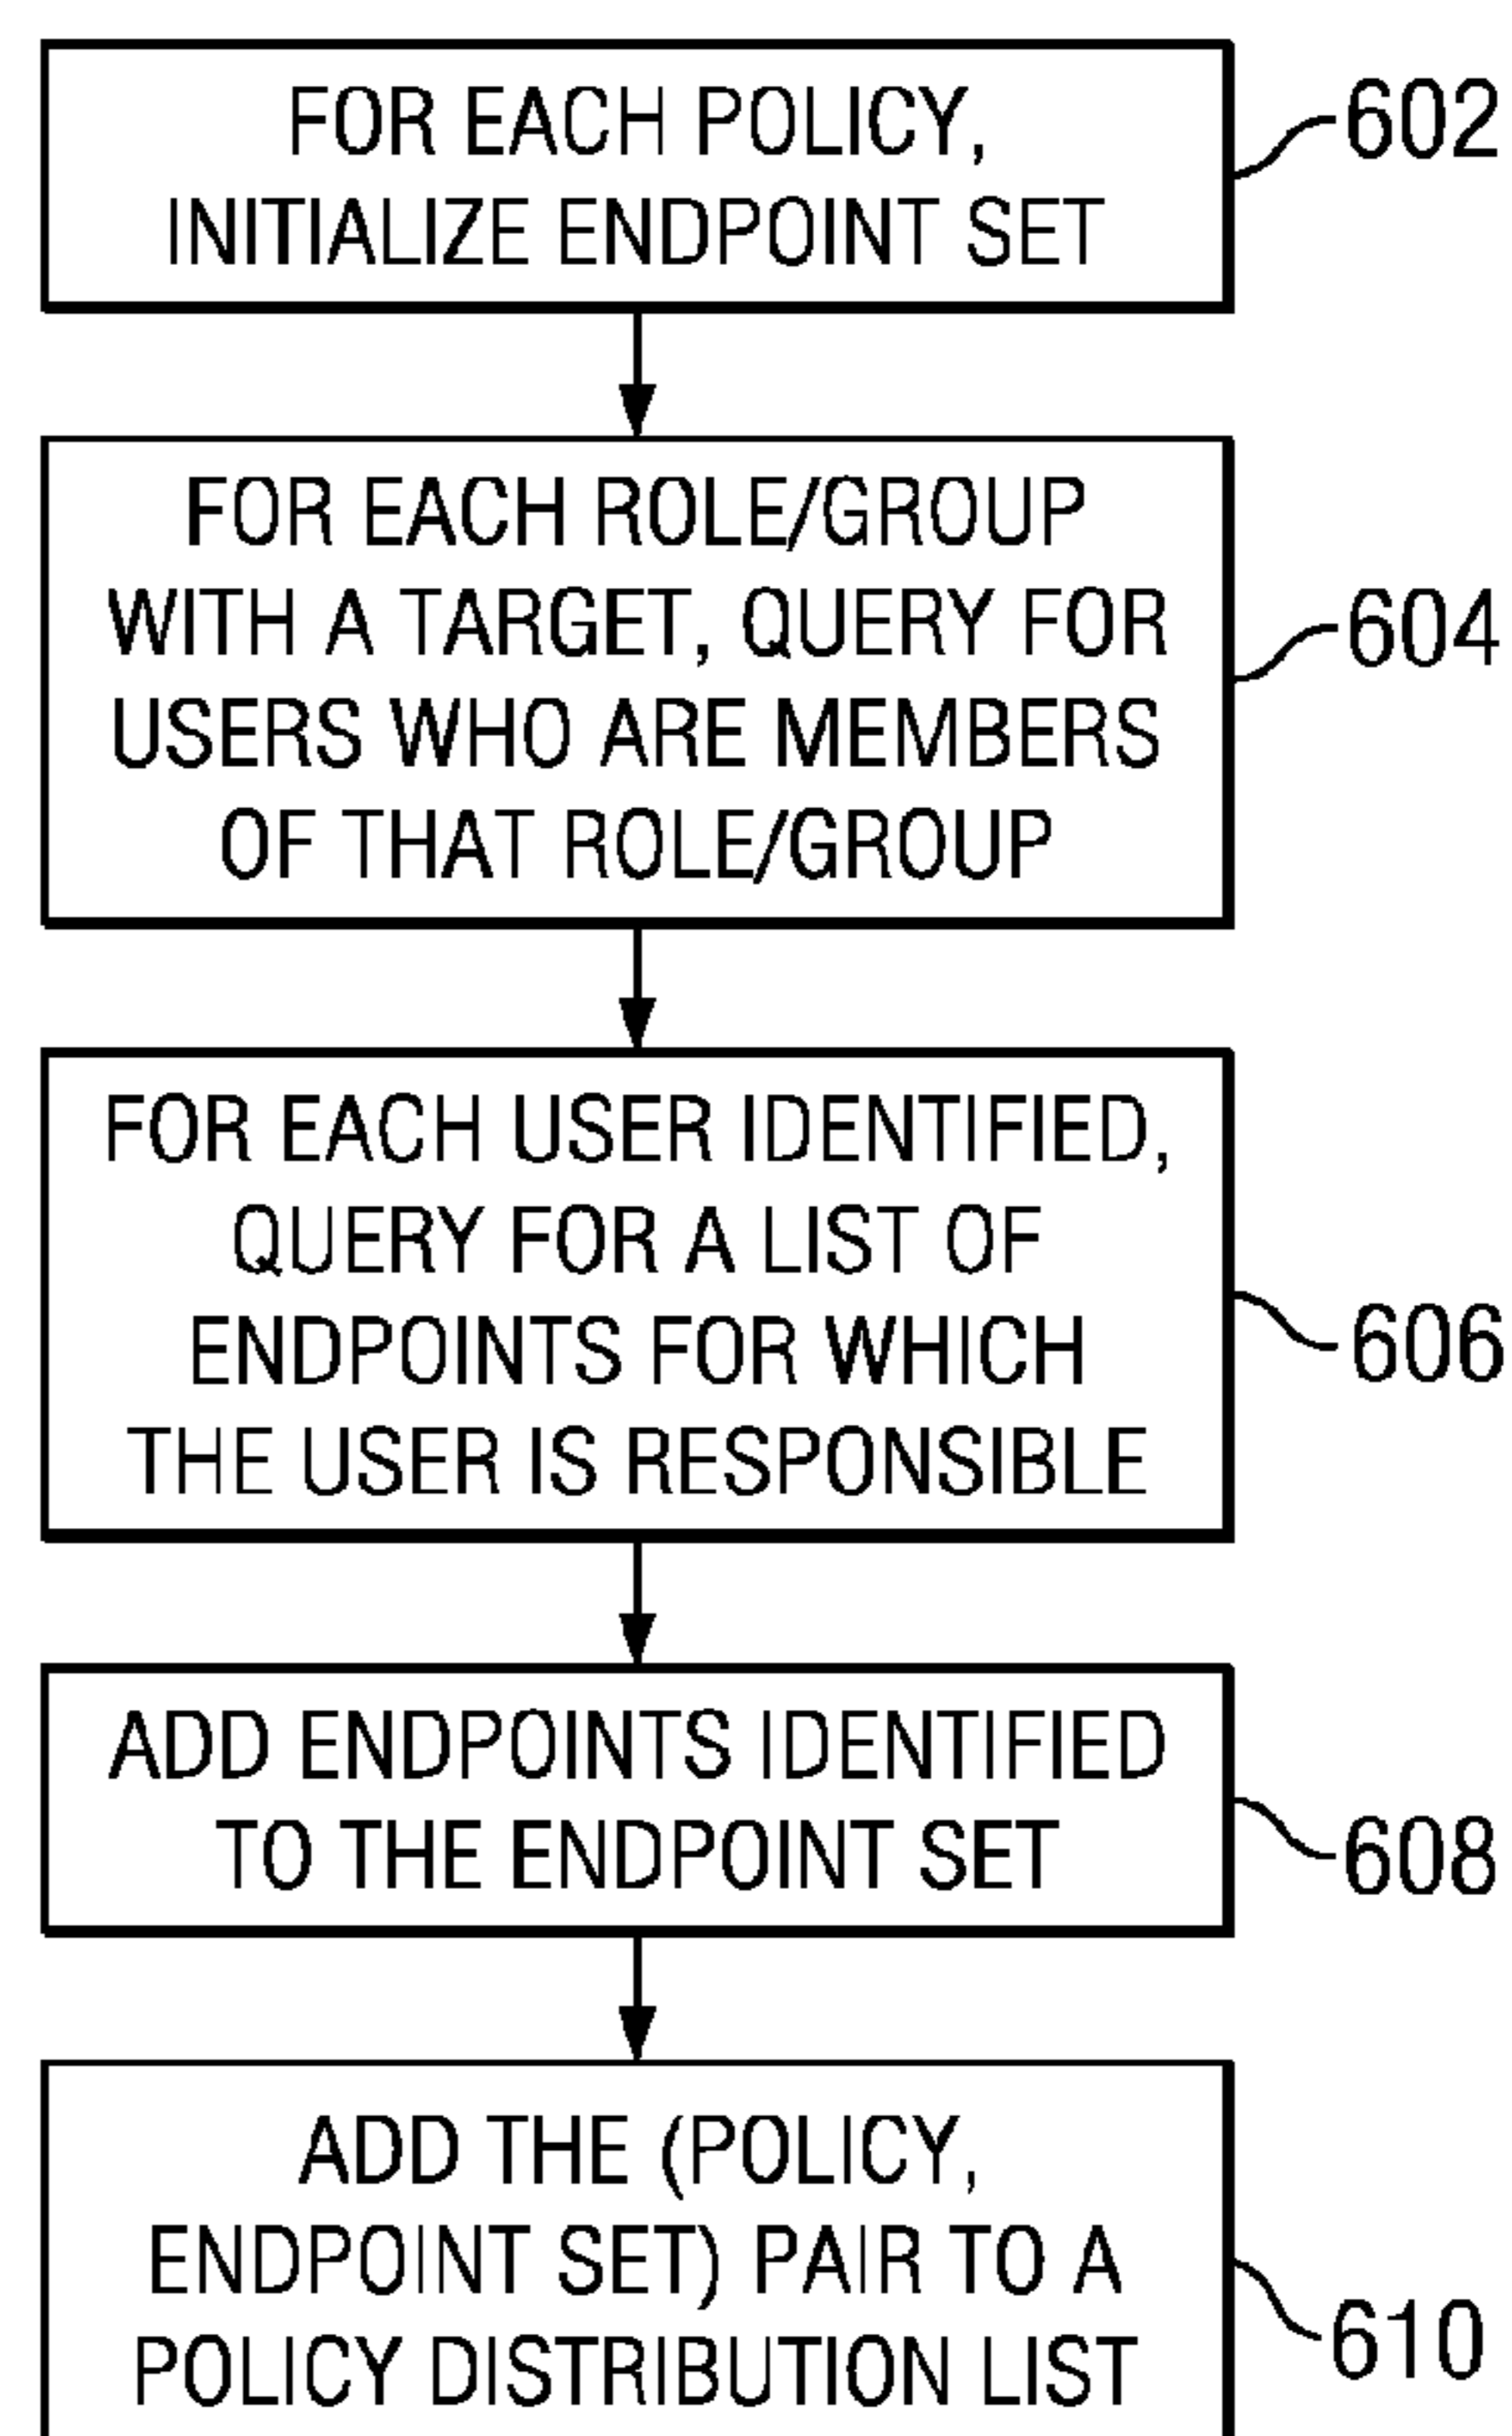 FOR EACH POLICY,
INITIALIZE ENDPOINT SET
602
FOR EACH ROLE/GROUP
WITH A TARGET, QUERY FOR
USERS WHO ARE MEMBERS
OF THAT ROLE/GROUP
604
FOR EACH USER IDENTIFIED,
QUERY FOR A LIST OF
ENDPOINTS FOR WHICH
THE USER IS RESPONSIBLE
606
ADD ENDPOINTS IDENTIFIED
TO THE ENDPOINT SET
608
ADD THE (POLICY,
ENDPOINT SET) PAIR TO A
POLICY DISTRIBUTION LIST
610